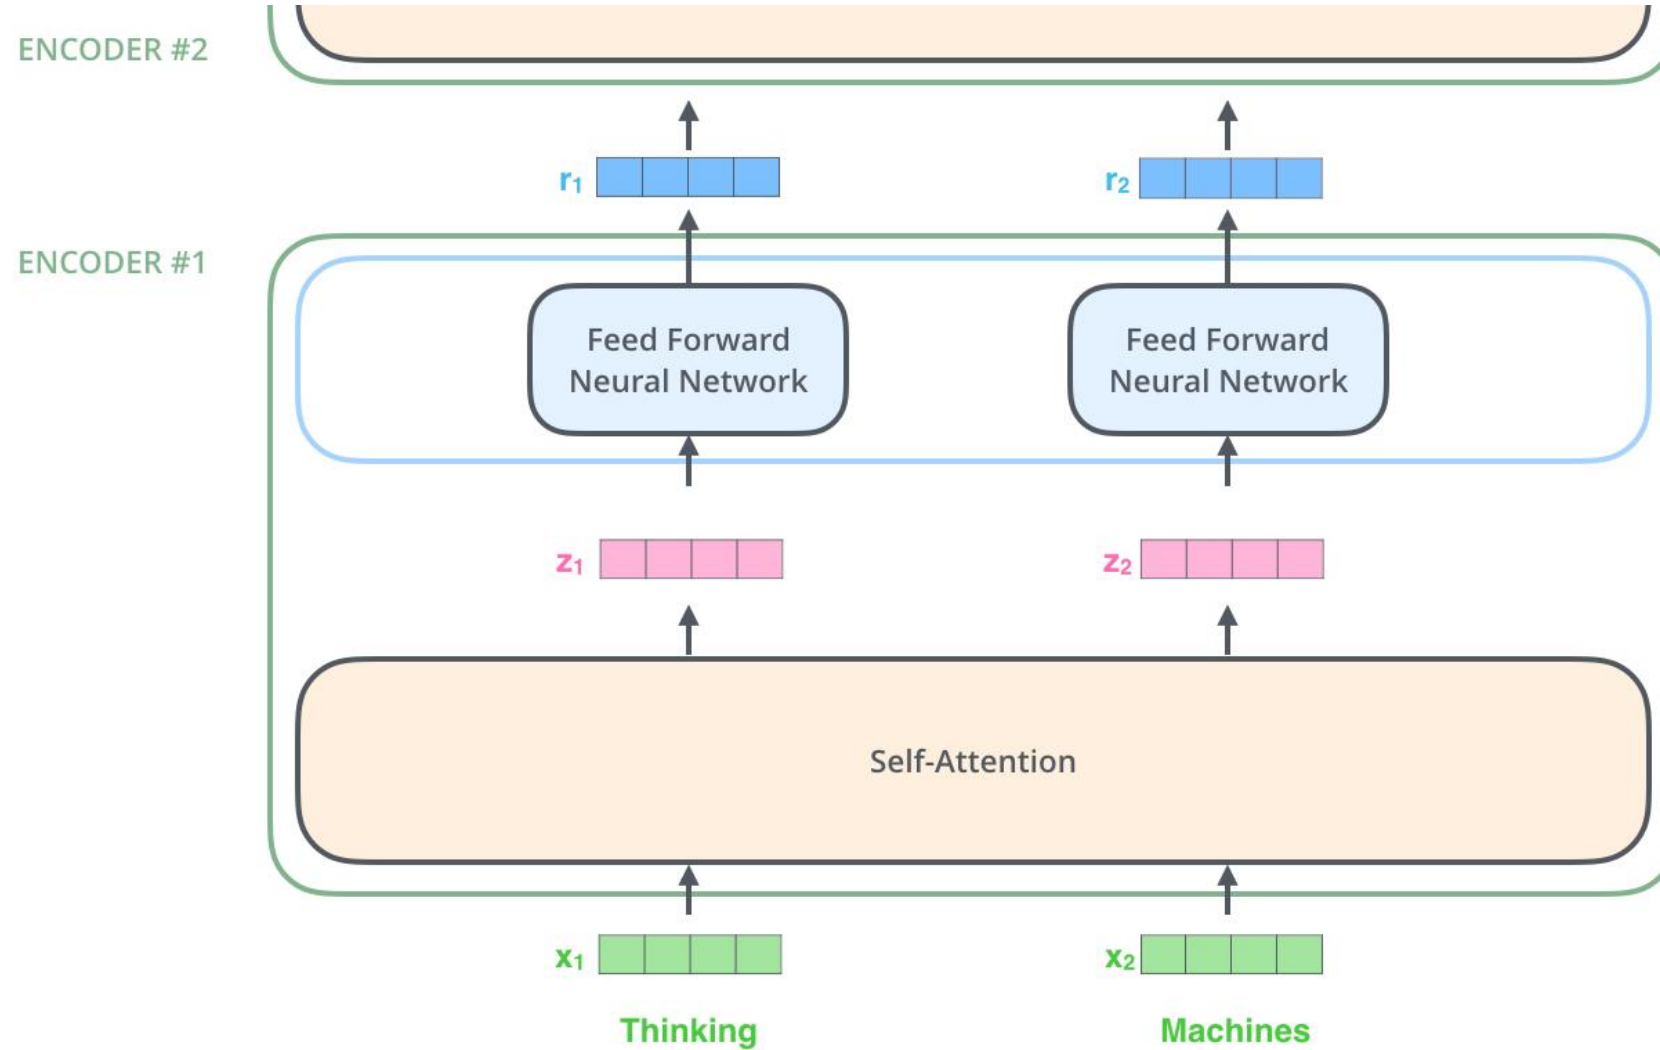 ENCODER #2
r₁
r₂
ENCODER #1
Feed Forward
Neural Network
Feed Forward
Neural Network
z₁
z₂
Self-Attention
x₁
x₂
Thinking
Machines